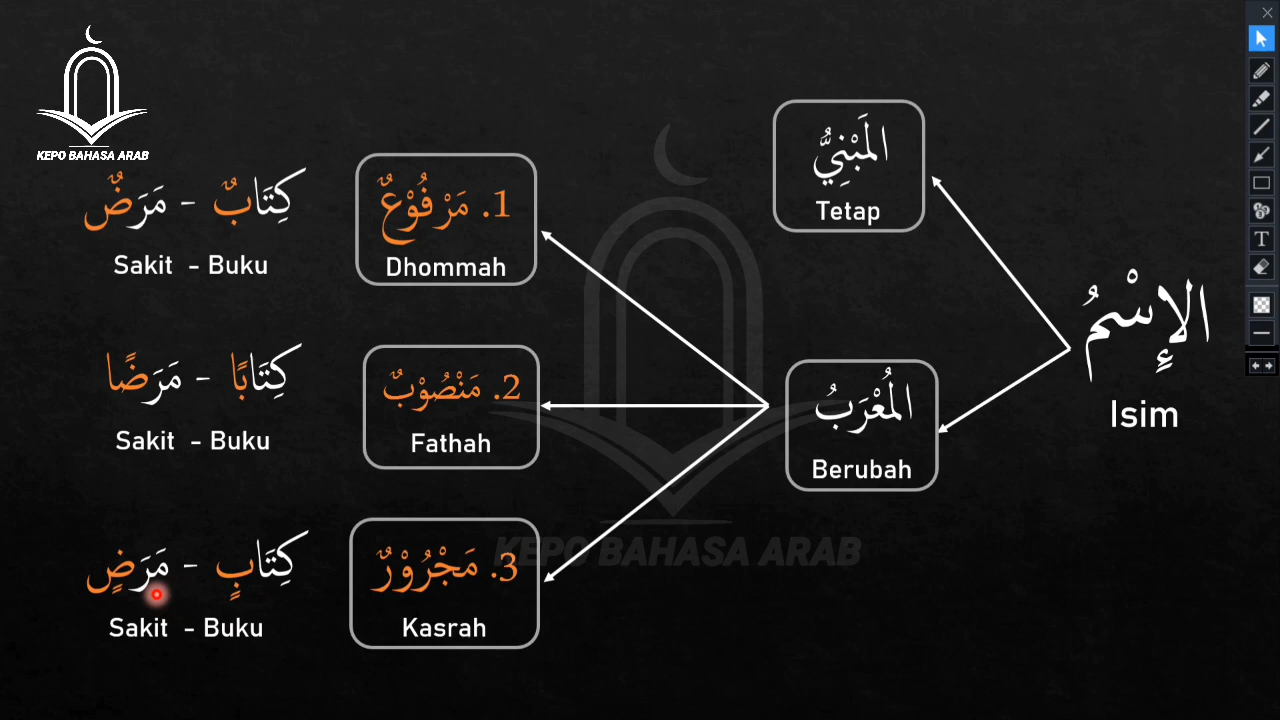 KEPO BAHASA ARAB
الإِسْمُ
Isim
المَبْنِيُّ
Tetap
المُعْرَبُ
Berubah
1. مَرْفُوْعٌ
Dhommah
كِتَابٌ - مَرَضٌ
Sakit - Buku
2. مَنْصُوْبٌ
Fathah
كِتَابًا - مَرَضًا
Sakit - Buku
3. مَجْرُوْرٌ
Kasrah
كِتَابٍ - مَرَضٍ
Sakit - Buku
KEPO BAHASA ARAB